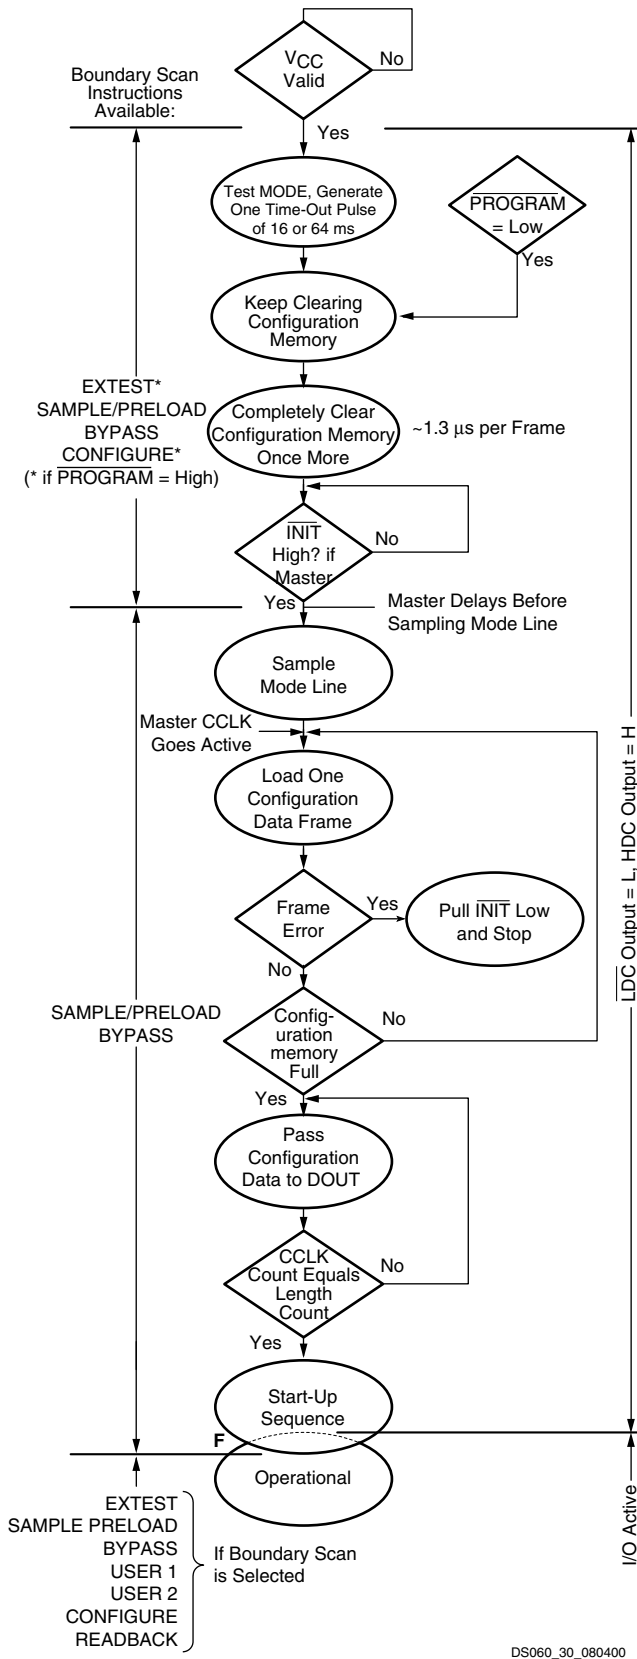 VCC
Valid
No
Boundary Scan
Instructions
Available:
Yes
Test MODE, Generate
One Time-Out Pulse
of 16 or 64 ms
PROGRAM
= Low
Yes
Keep Clearing
Configuration
Memory
EXTEST*
SAMPLE/PRELOAD
BYPASS
CONFIGURE*
(* if PROGRAM = High)
Completely Clear
Configuration Memory
Once More
~1.3 µs per Frame
INIT
High? if
Master
No
Yes
Master Delays Before
Sampling Mode Line
Sample
Mode Line
Master CCLK
Goes Active
Load One
Configuration
Data Frame
LDC Output = L, HDC Output = H
Frame
Error
Yes
Pull INIT Low
and Stop
No
SAMPLE/PRELOAD
BYPASS
Config-
uration
memory
Full
No
Yes
Pass
Configuration
Data to DOUT
CCLK
Count Equals
Length
Count
No
Yes
Start-Up
Sequence
F
Operational
I/O Active
EXTEST
SAMPLE PRELOAD
BYPASS
USER 1
USER 2
CONFIGURE
READBACK
If Boundary Scan
is Selected
DS060_30_080400